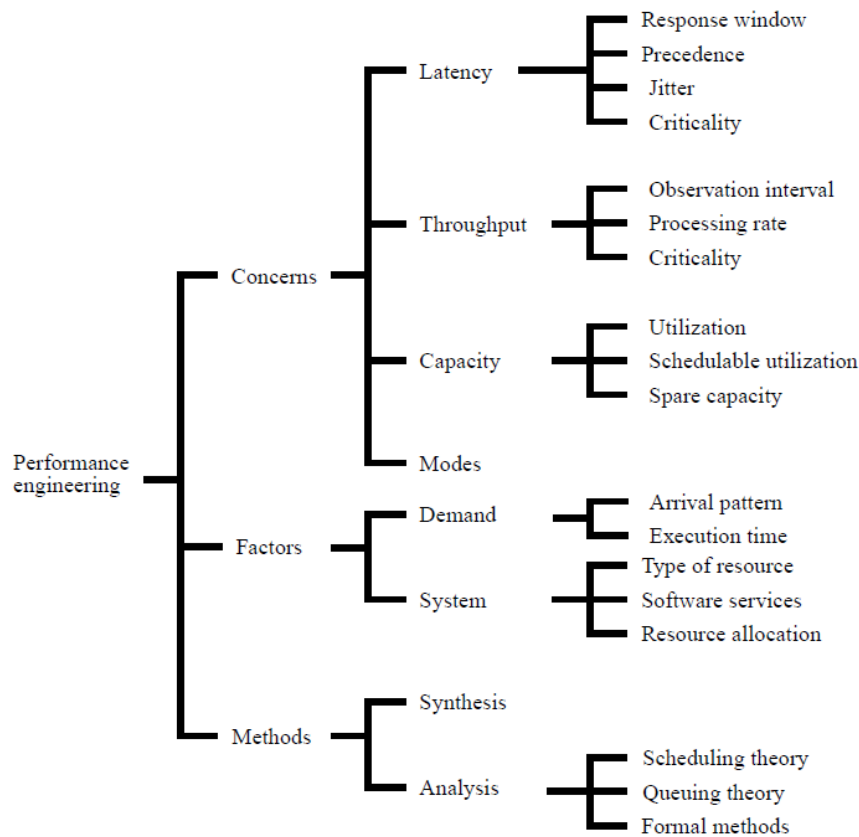 Response window
Precedence
Latency
Jitter
Criticality
Observation interval
Throughput
Processing rate
Criticality
Concerns
Utilization
Capacity
Schedulable utilization
Spare capacity
Performance
engineering
Modes
Demand
Arrival pattern
Execution time
Factors
Type of resource
System
Software services
Resource allocation
Synthesis
Methods
Scheduling theory
Analysis
Queuing theory
Formal methods